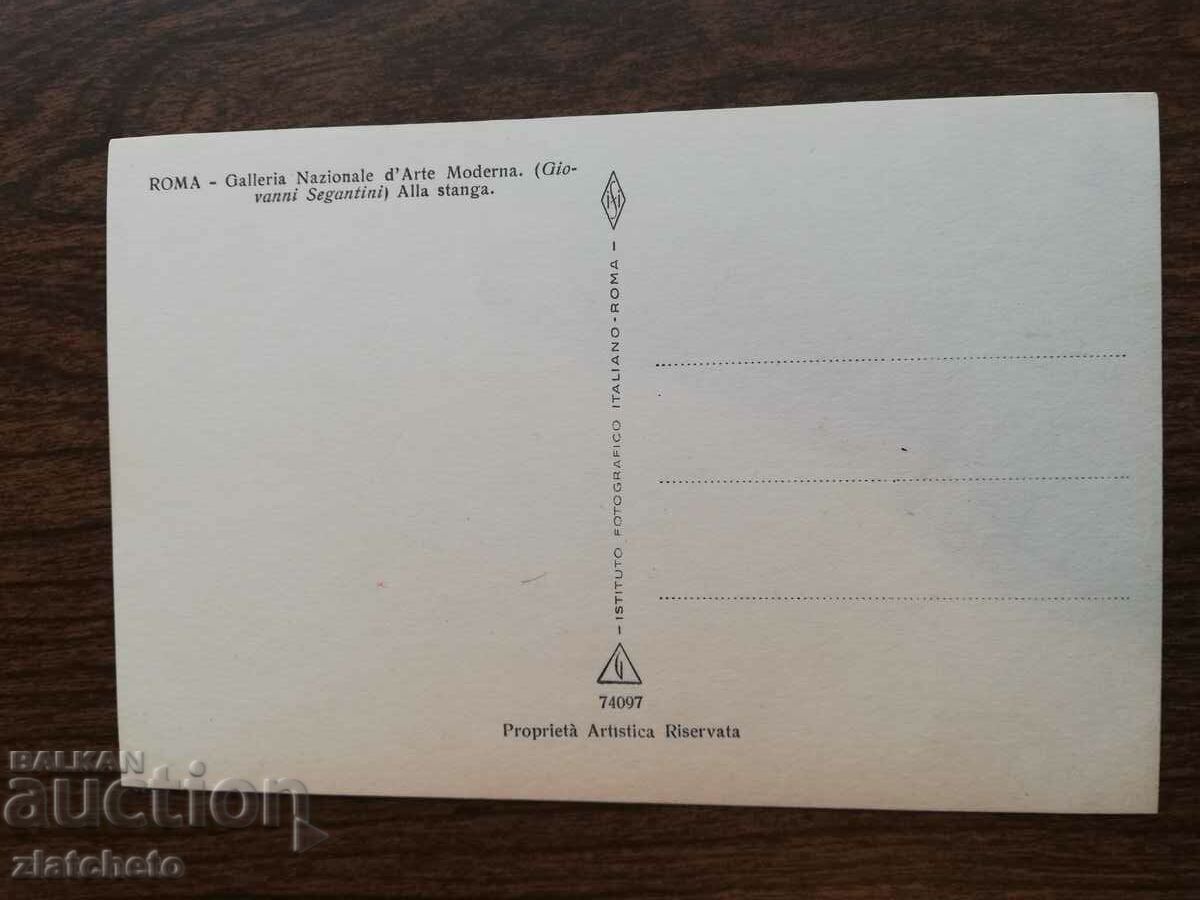 ROMA - Galleria Nazionale d'Arte Moderna. (Gio-
vanni Segantini) Alla stanga.
ISTITUTO FOTOGRAFICO ITALIANO-ROMA
74097
Proprietà Artistica Riservata
BALKAN
auction
zlatcheto